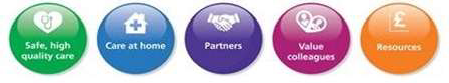 Safe, high
quality care
Care at home
Partners
Value
colleagues
£
Resources